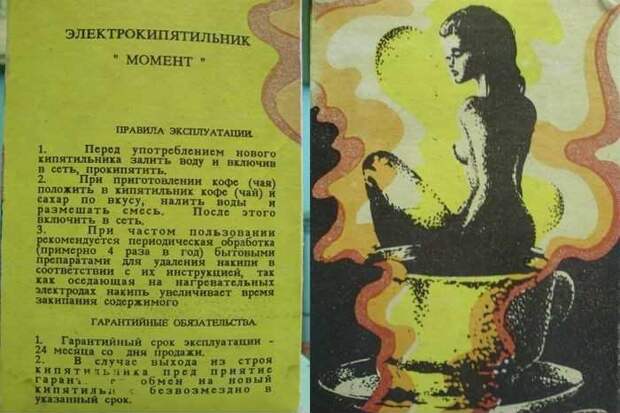 ЭЛЕКТРОКИПЯТИЛЬНИК
" МОМЕНТ "
ПРАВИЛА ЭКСПЛУАТАЦИИ.
1. Перед употреблением нового
кипятильника залить воду и включив
в сеть, прокипятить.
2. При приготовлении кофе (чая)
положить в кипятильник кофе (чай) и
сахар по вкусу, налить воды и
размешать смесь. После этого
включить в сеть.
3. При частом пользовании
рекомендуется периодическая обработка
(примерно 4 раза в год) бытовыми
препаратами для удаления накипи в
соответствии с их инструкцией, так
как оседающая на нагревательных
электродах накипь увеличивает время
закипания содержимого
ГАРАНТИЙНЫЕ ОБЯЗАТЕЛЬСТВА.
1. Гарантийный срок эксплуатации -
24 месяца со дня продажи.
2. В случае выхода из строя
кипятильника предприятие
обмен на новый
безвозмездно в
указанный срок.